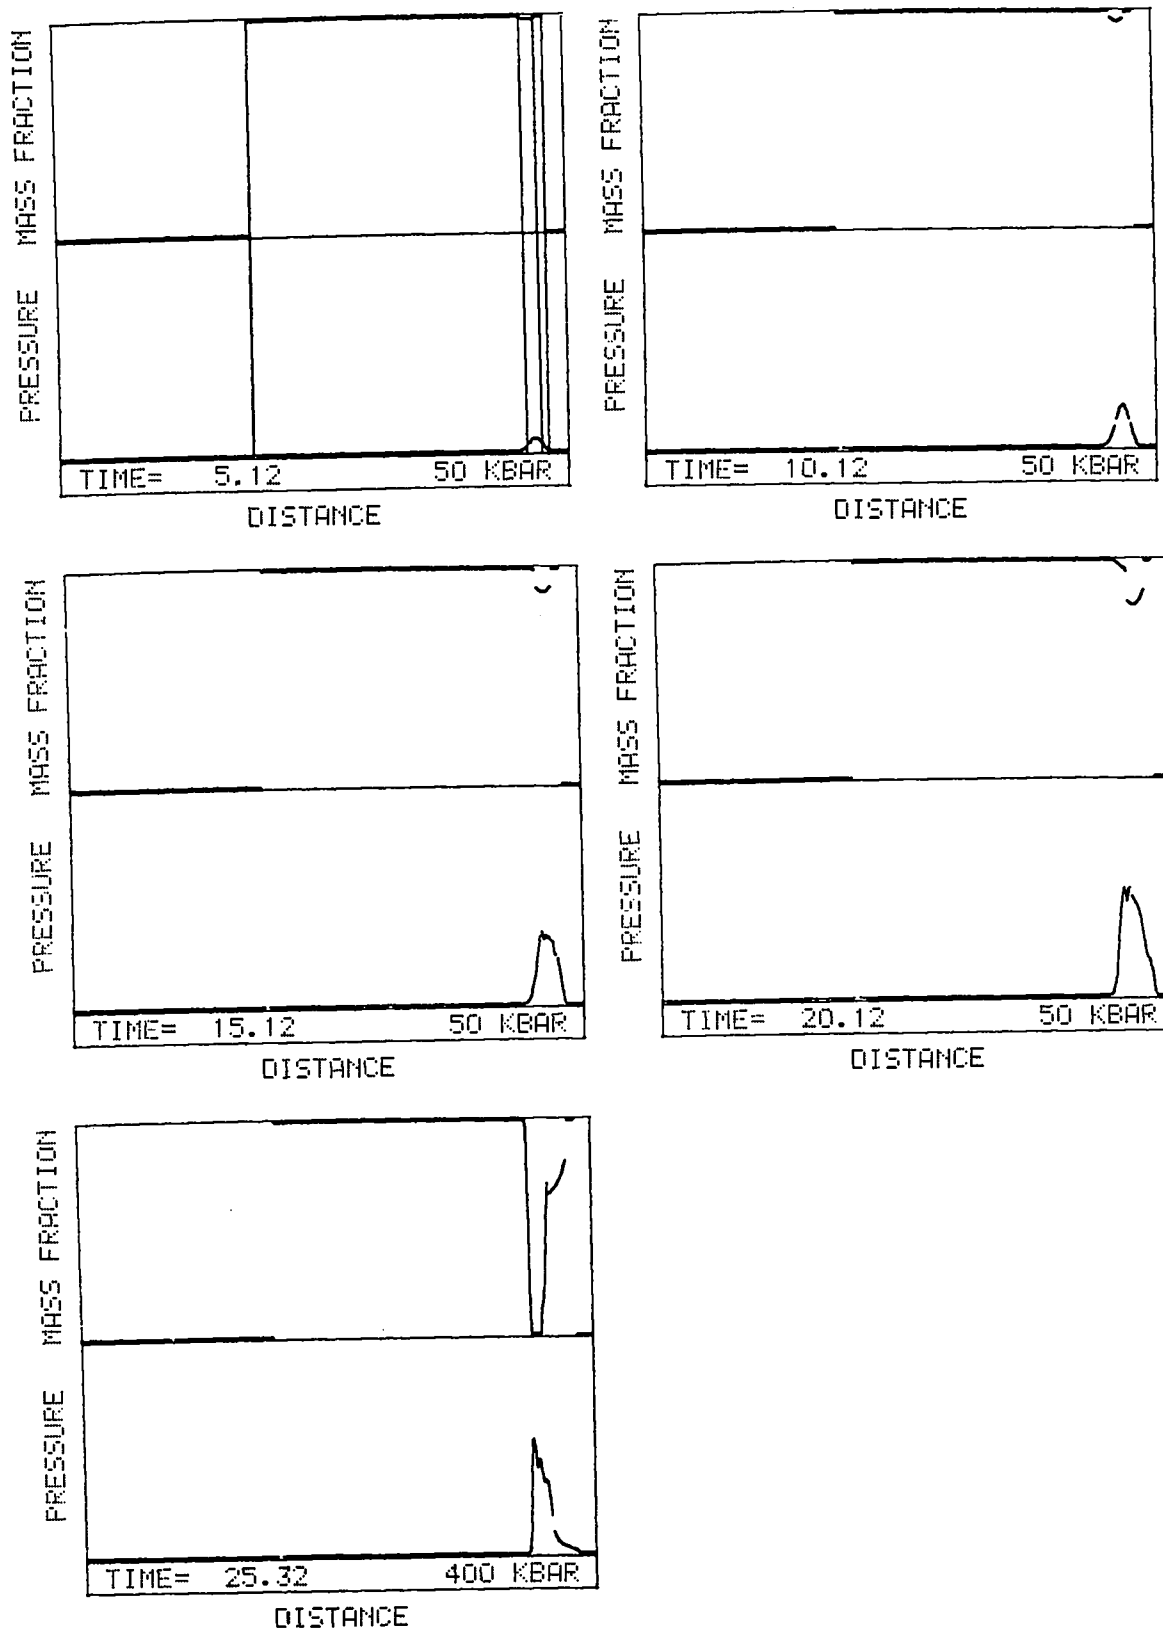 MASS FRACTION
PRESSURE
TIME= 5.12 50 KBAR
DISTANCE
MASS FRACTION
PRESSURE
TIME= 10.12 50 KBAR
DISTANCE
MASS FRACTION
PRESSURE
TIME= 15.12 50 KBAR
DISTANCE
MASS FRACTION
PRESSURE
TIME= 20.12 50 KBAR
DISTANCE
MASS FRACTION
PRESSURE
TIME= 25.32 400 KBAR
DISTANCE